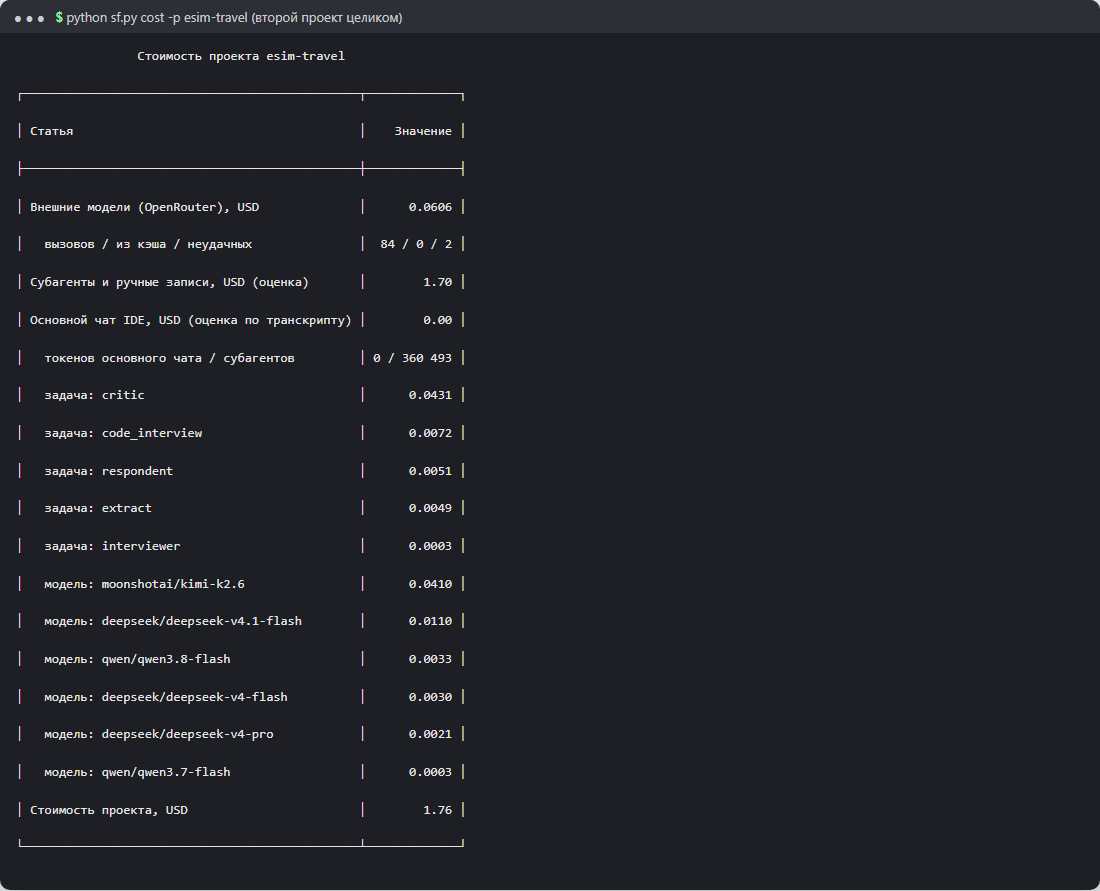 $ python sf.py cost -p esim-travel (второй проект целиком)
Стоимость проекта esim-travel
Статья Значение
Внешние модели (OpenRouter), USD 0.0606
вызовов / из кэша / неудачных 84 / 0 / 2
Субагенты и ручные записи, USD (оценка) 1.70
Основной чат IDE, USD (оценка по транскрипту) 0.00
токенов основного чата / субагентов 0 / 360 493
задача: critic 0.0431
задача: code_interview 0.0072
задача: respondent 0.0051
задача: extract 0.0049
задача: interviewer 0.0003
модель: moonshotai/kimi-k2.6 0.0410
модель: deepseek/deepseek-v4.1-flash 0.0110
модель: qwen/qwen3.8-flash 0.0033
модель: deepseek/deepseek-v4-flash 0.0030
модель: deepseek/deepseek-v4-pro 0.0021
модель: qwen/qwen3.7-flash 0.0003
Стоимость проекта, USD 1.76